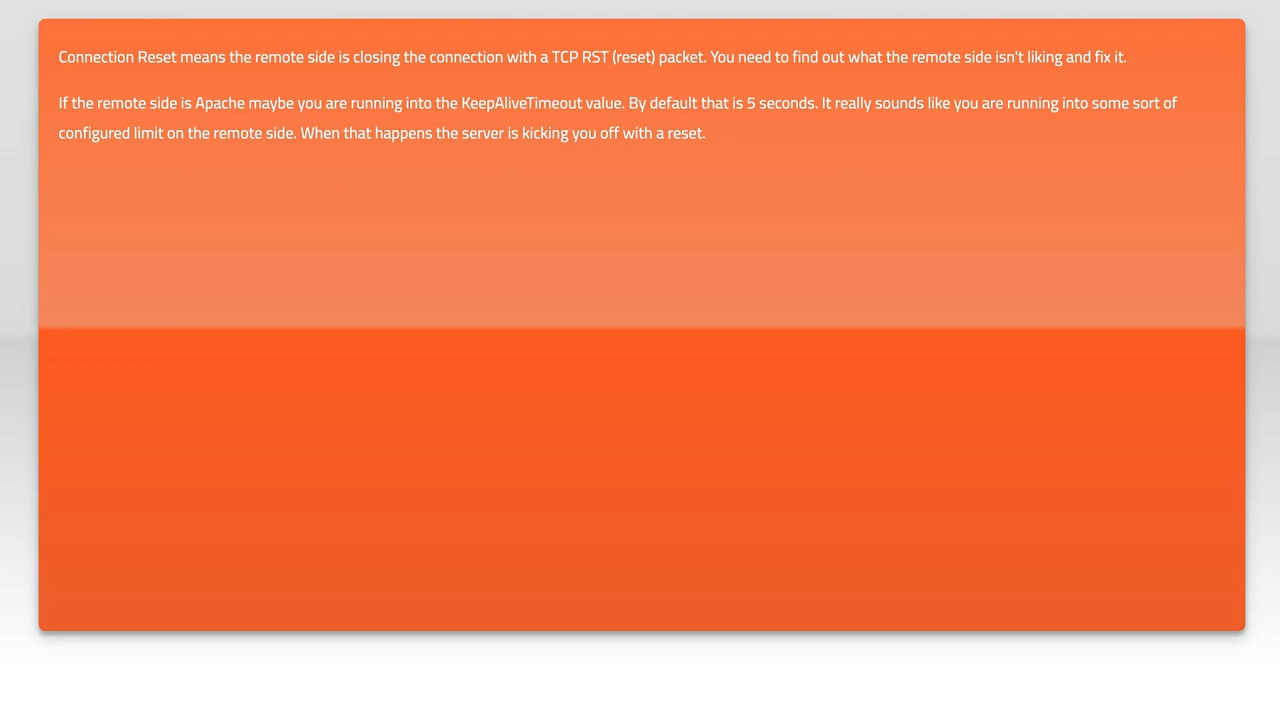 Connection Reset means the remote side is closing the connection with a TCP RST (reset) packet. You need to find out what the remote side isn't liking and fix it.
If the remote side is Apache maybe you are running into the KeepAliveTimeout value. By default that is 5 seconds. It really sounds like you are running into some sort of
configured limit on the remote side. When that happens the server is kicking you off with a reset.